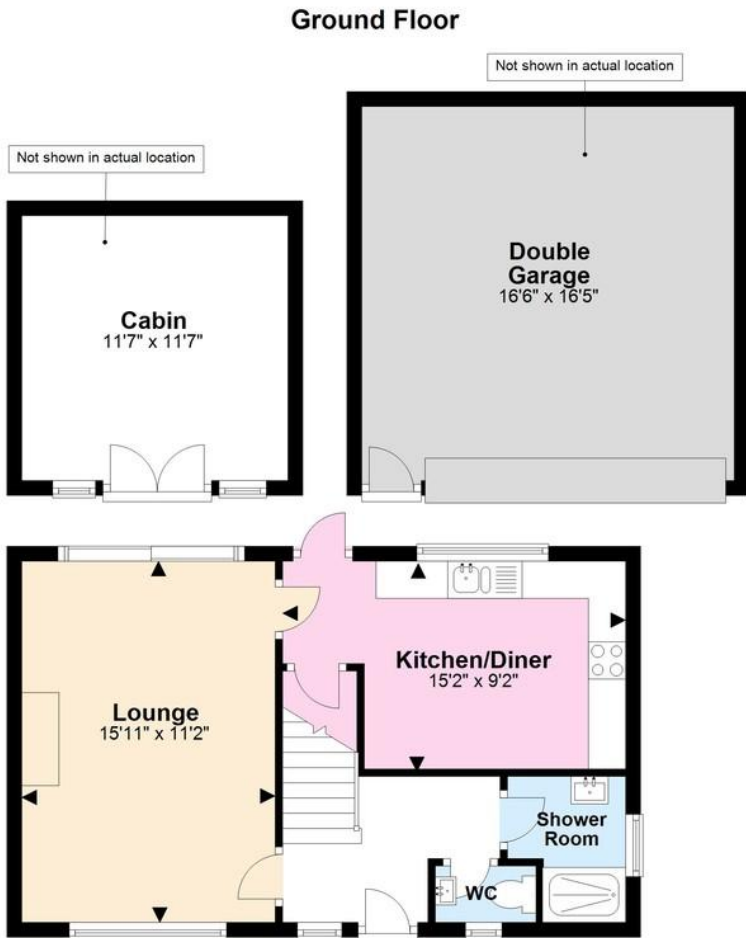 Ground Floor
Not shown in actual location
Not shown in actual location
Double
Garage
16'6" x 16'5"
Cabin
11'7" x 11'7"
Kitchen/Diner
15'2" x 9'2"
Lounge
15'11" x 11'2"
Shower
Room
WC